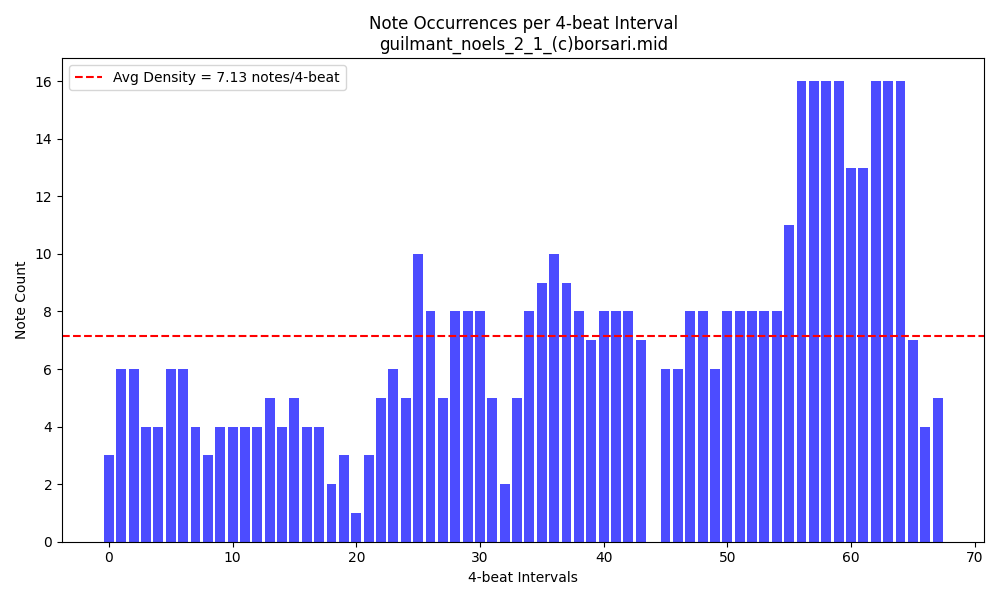 Note Occurrences per 4-beat Interval
guilmant_noels_2_1_(c)borsari.mid
Avg Density = 7.13 notes/4-beat
Note Count
16
14
12
10
8
6
4
2
0
0 10 20 30 40 50 60 70
4-beat Intervals